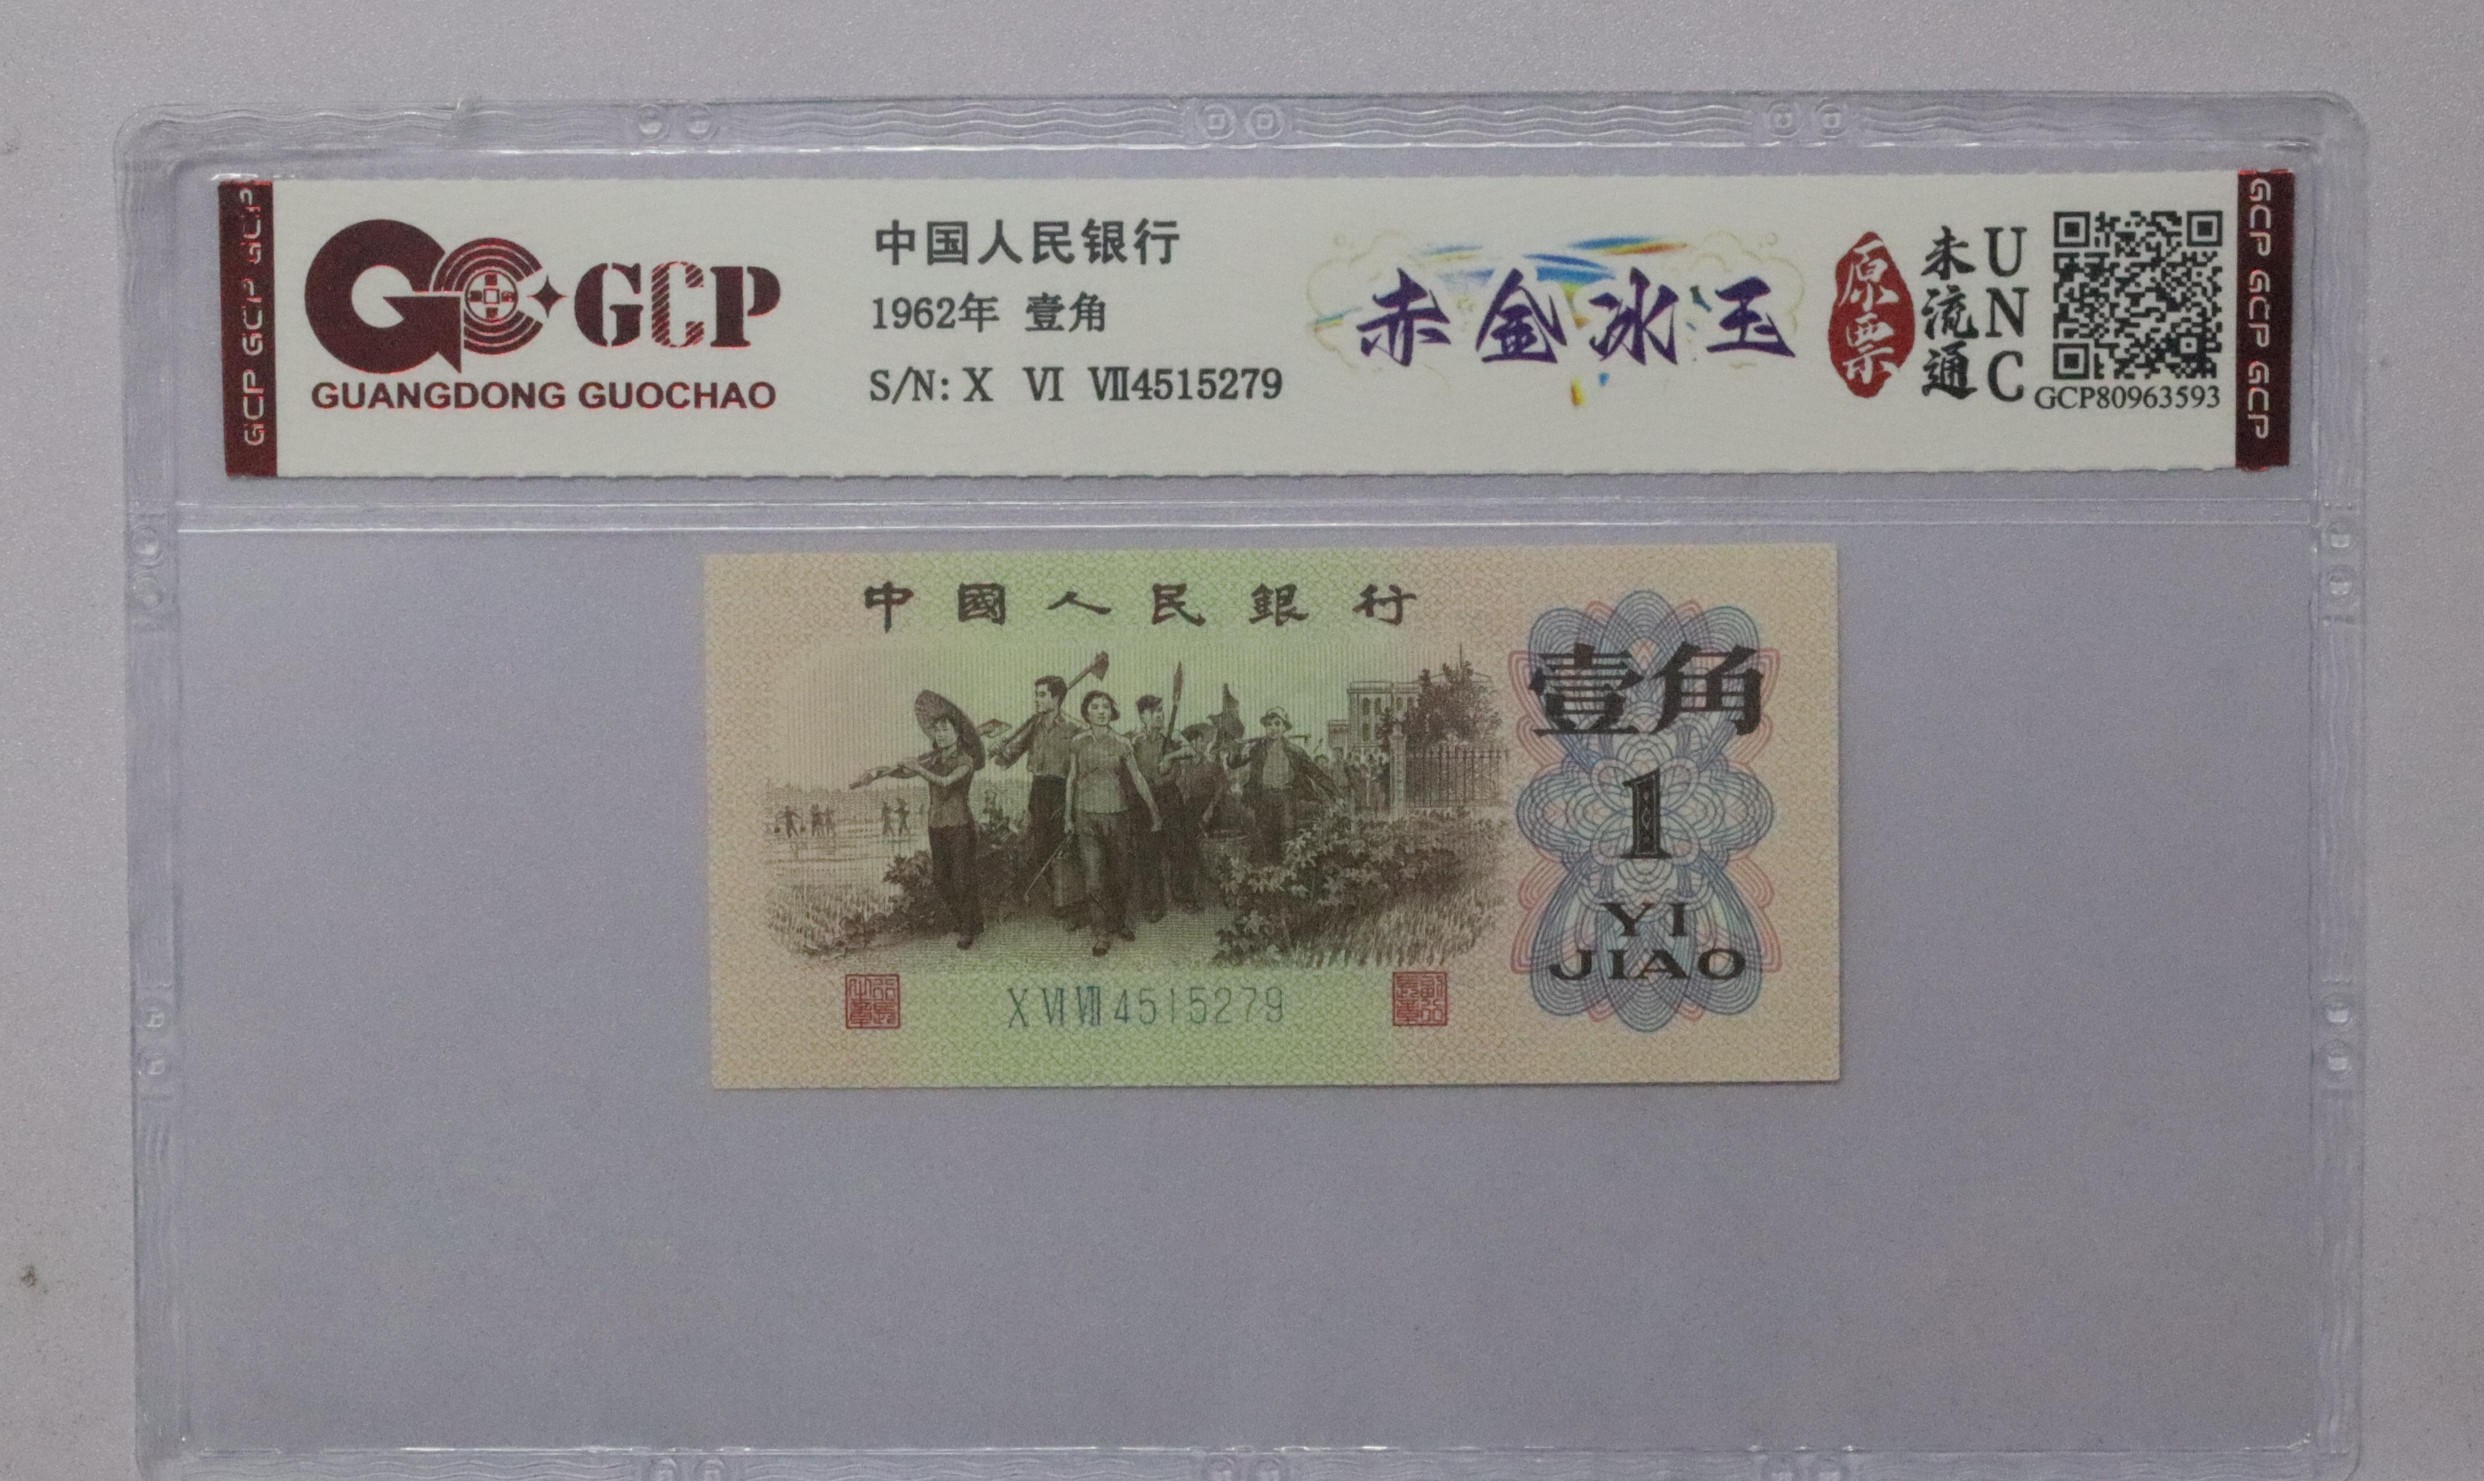 GCP GCP GCP
GCP
GUANGDONG GUOCHAO
中国人民银行
1962年 壹角
S/N: X VI VII4515279
赤金冰玉
原票
未流通
UNC
GCP80963593
GCP GCP GCP
中國人民銀行
壹角
1
YI
JIAO
X VI VII 4515279